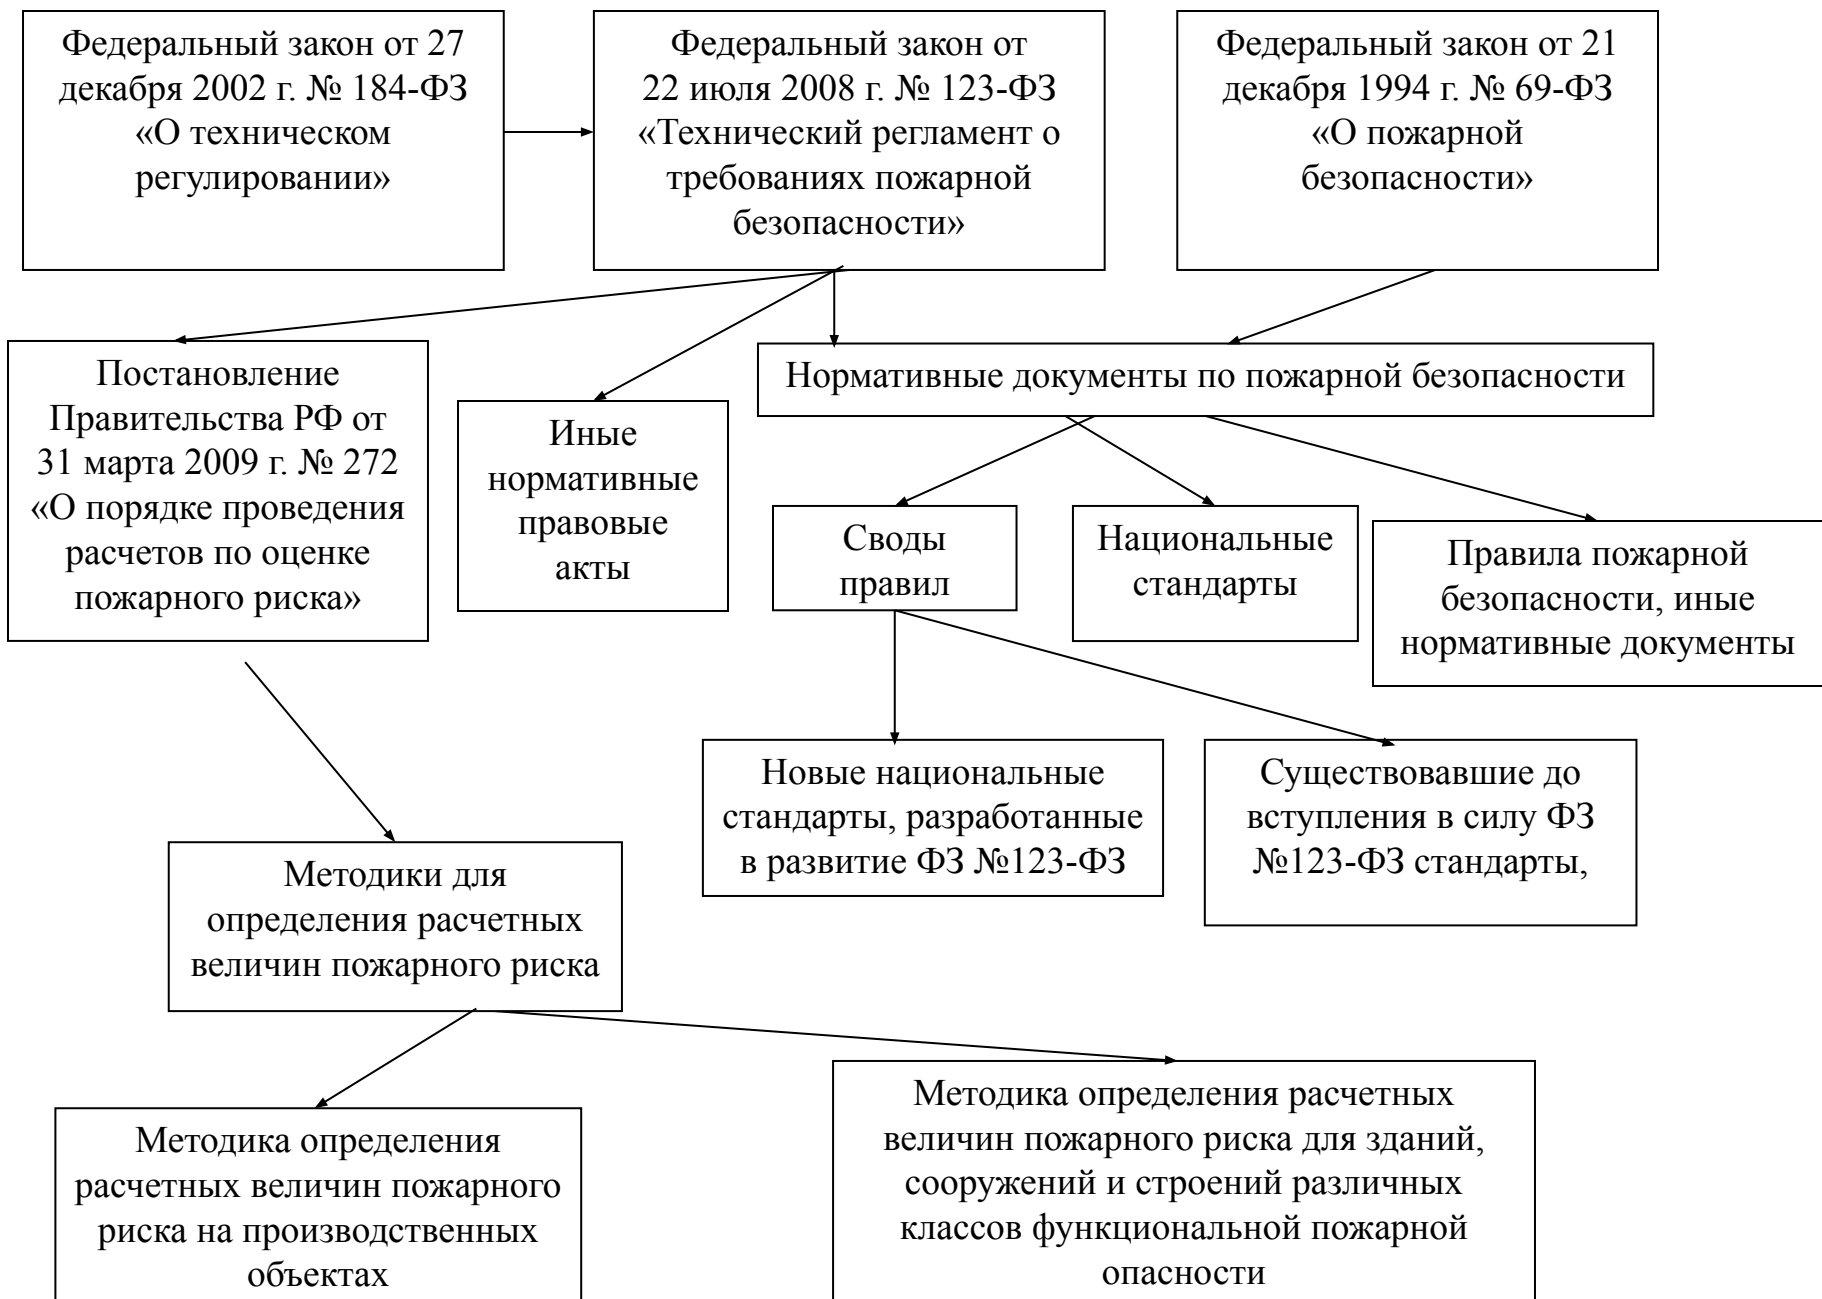 Федеральный закон от 27
декабря 2002 г. № 184-ФЗ
«О техническом
регулировании»
Федеральный закон от
22 июля 2008 г. № 123-ФЗ
«Технический регламент о
требованиях пожарной
безопасности»
Федеральный закон от 21
декабря 1994 г. № 69-ФЗ
«О пожарной
безопасности»
Постановление
Правительства РФ от
31 марта 2009 г. № 272
«О порядке проведения
расчетов по оценке
пожарного риска»
Иные
нормативные
правовые
акты
Нормативные документы по пожарной безопасности
Своды
правил
Национальные
стандарты
Правила пожарной
безопасности, иные
нормативные документы
Новые национальные
стандарты, разработанные
в развитие ФЗ №123-ФЗ
Существовавшие до
вступления в силу ФЗ
№123-ФЗ стандарты,
Методики для
определения расчетных
величин пожарного риска
Методика определения
расчетных величин пожарного
риска на производственных
объектах
Методика определения расчетных
величин пожарного риска для зданий,
сооружений и строений различных
классов функциональной пожарной
опасности